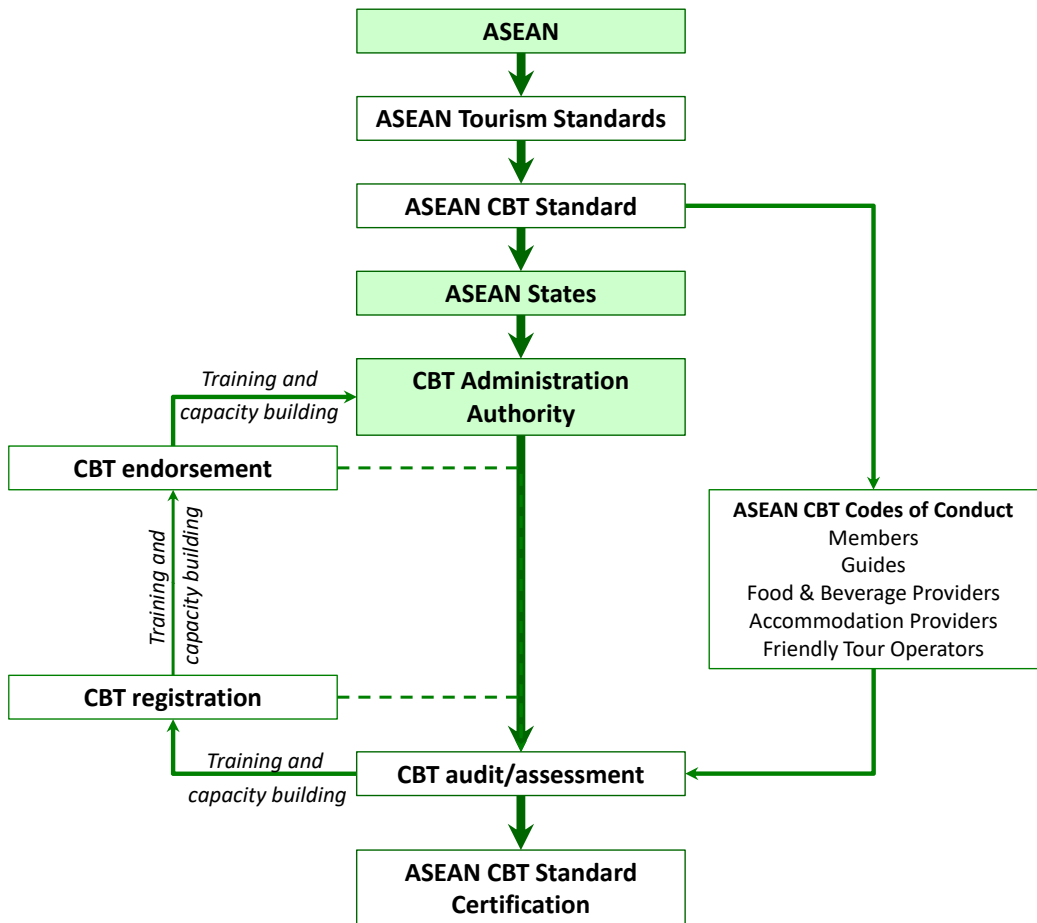 ASEAN
ASEAN Tourism Standards
ASEAN CBT Standard
ASEAN States
CBT Administration
Authority
Training and
capacity building
CBT endorsement
Training and
capacity building
ASEAN CBT Codes of Conduct
Members
Guides
Food & Beverage Providers
Accommodation Providers
Friendly Tour Operators
CBT registration
Training and
capacity building
CBT audit/assessment
ASEAN CBT Standard
Certification